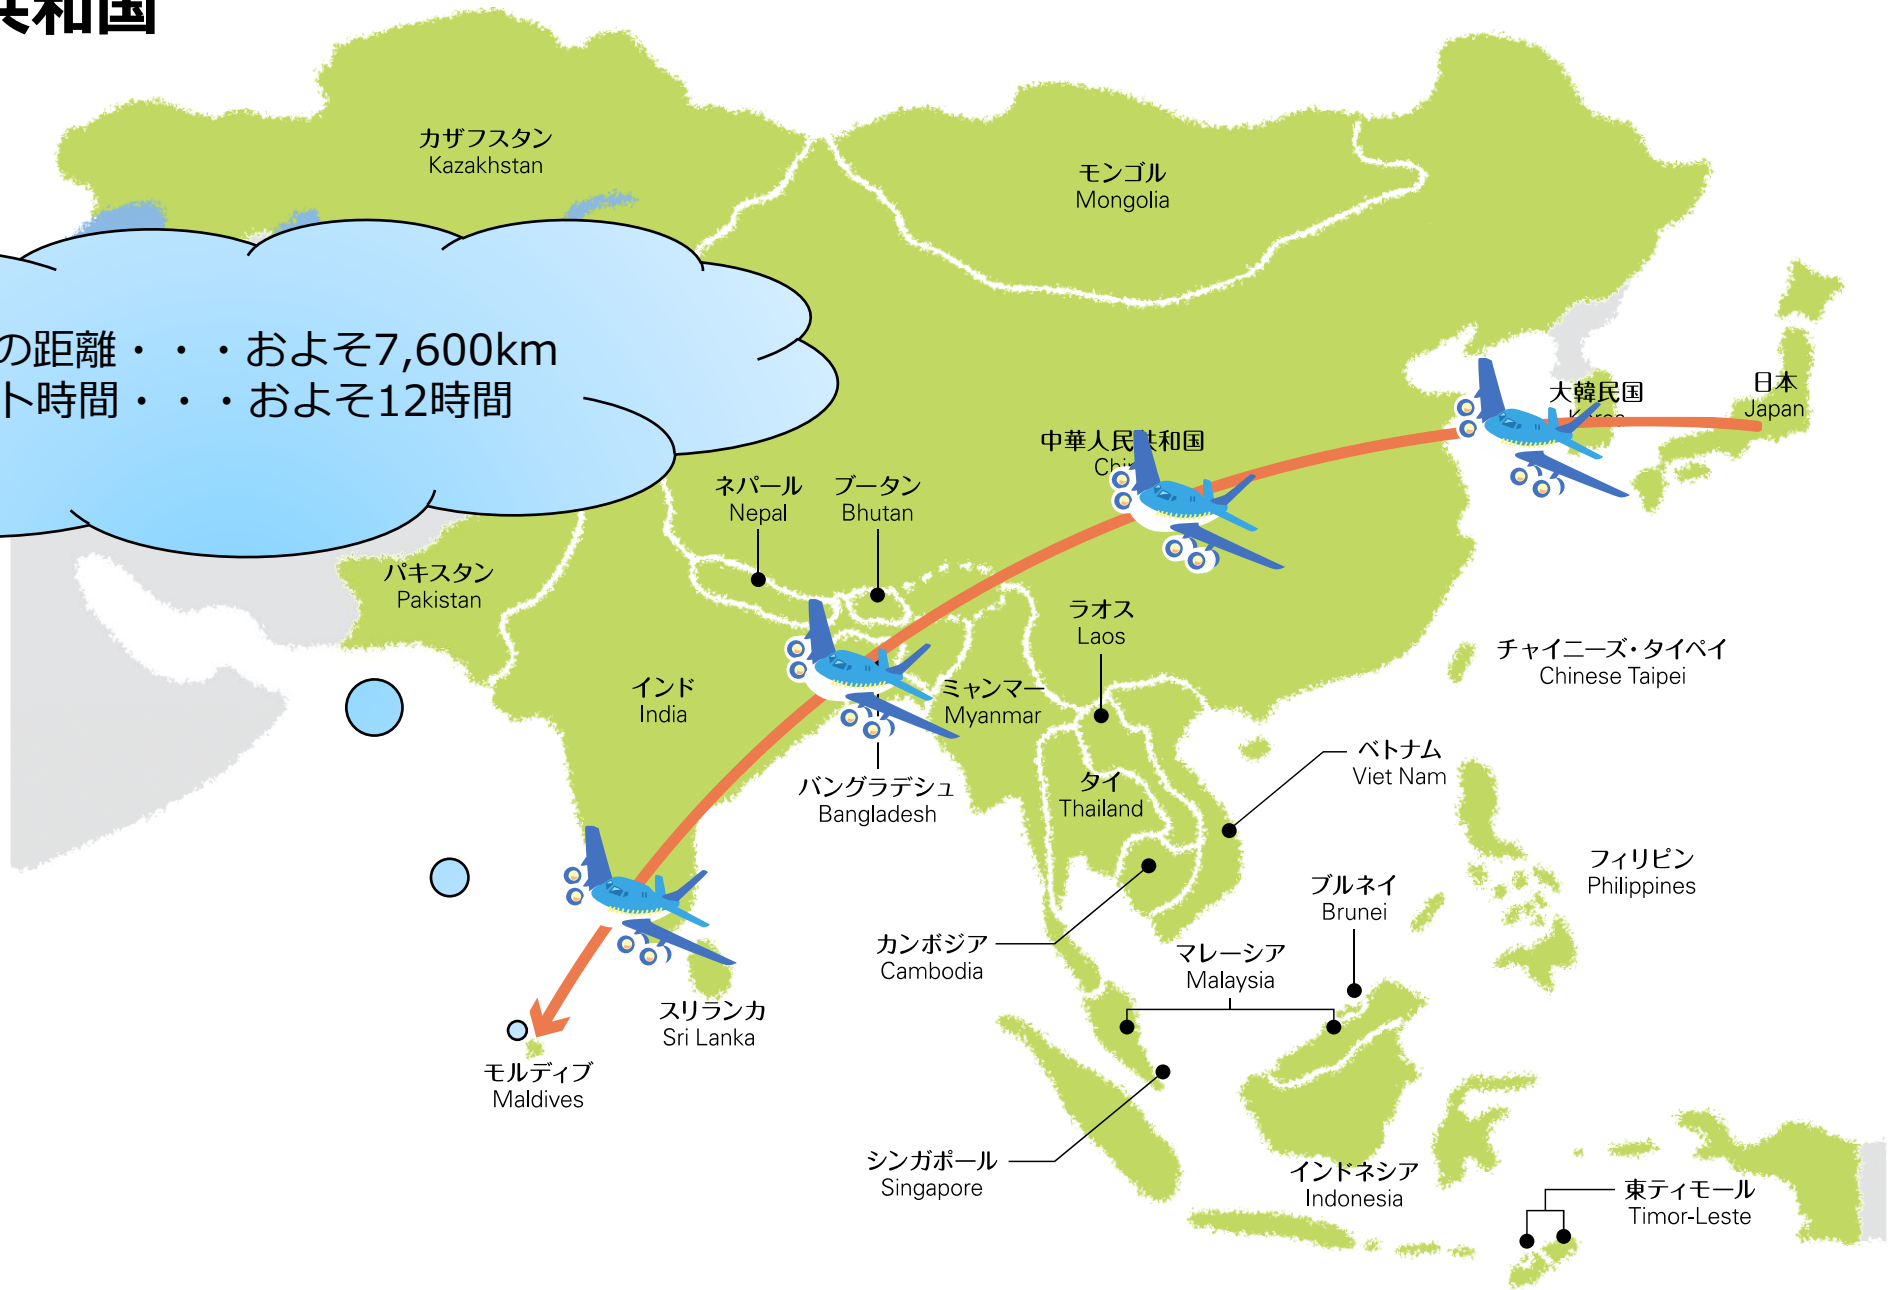 共和国
カザフスタン
Kazakhstan
モンゴル
Mongolia
の距離・・・およそ7,600km
ト時間・・・およそ12時間
大韓民国
Korea
日本
Japan
中華人民共和国
China
ネパール
Nepal
ブータン
Bhutan
パキスタン
Pakistan
ラオス
Laos
チャイニーズ・タイペイ
Chinese Taipei
インド
India
ミャンマー
Myanmar
バングラデシュ
Bangladesh
タイ
Thailand
ベトナム
Viet Nam
フィリピン
Philippines
ブルネイ
Brunei
カンボジア
Cambodia
マレーシア
Malaysia
スリランカ
Sri Lanka
モルディブ
Maldives
シンガポール
Singapore
インドネシア
Indonesia
東ティモール
Timor-Leste